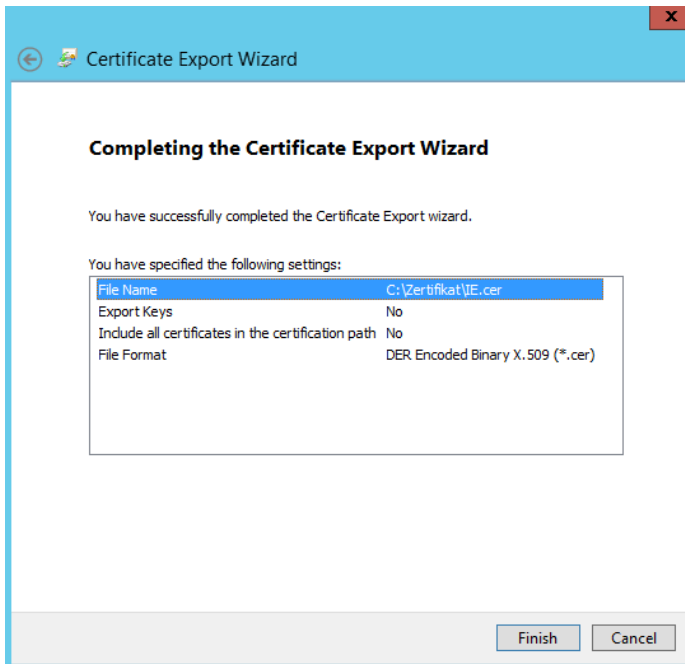 x
Certificate Export Wizard
Completing the Certificate Export Wizard
You have successfully completed the Certificate Export wizard.
You have specified the following settings:
File Name C:\Zertifikat\IE.cer
Export Keys No
Include all certificates in the certification path No
File Format DER Encoded Binary X.509 (*.cer)
Finish Cancel